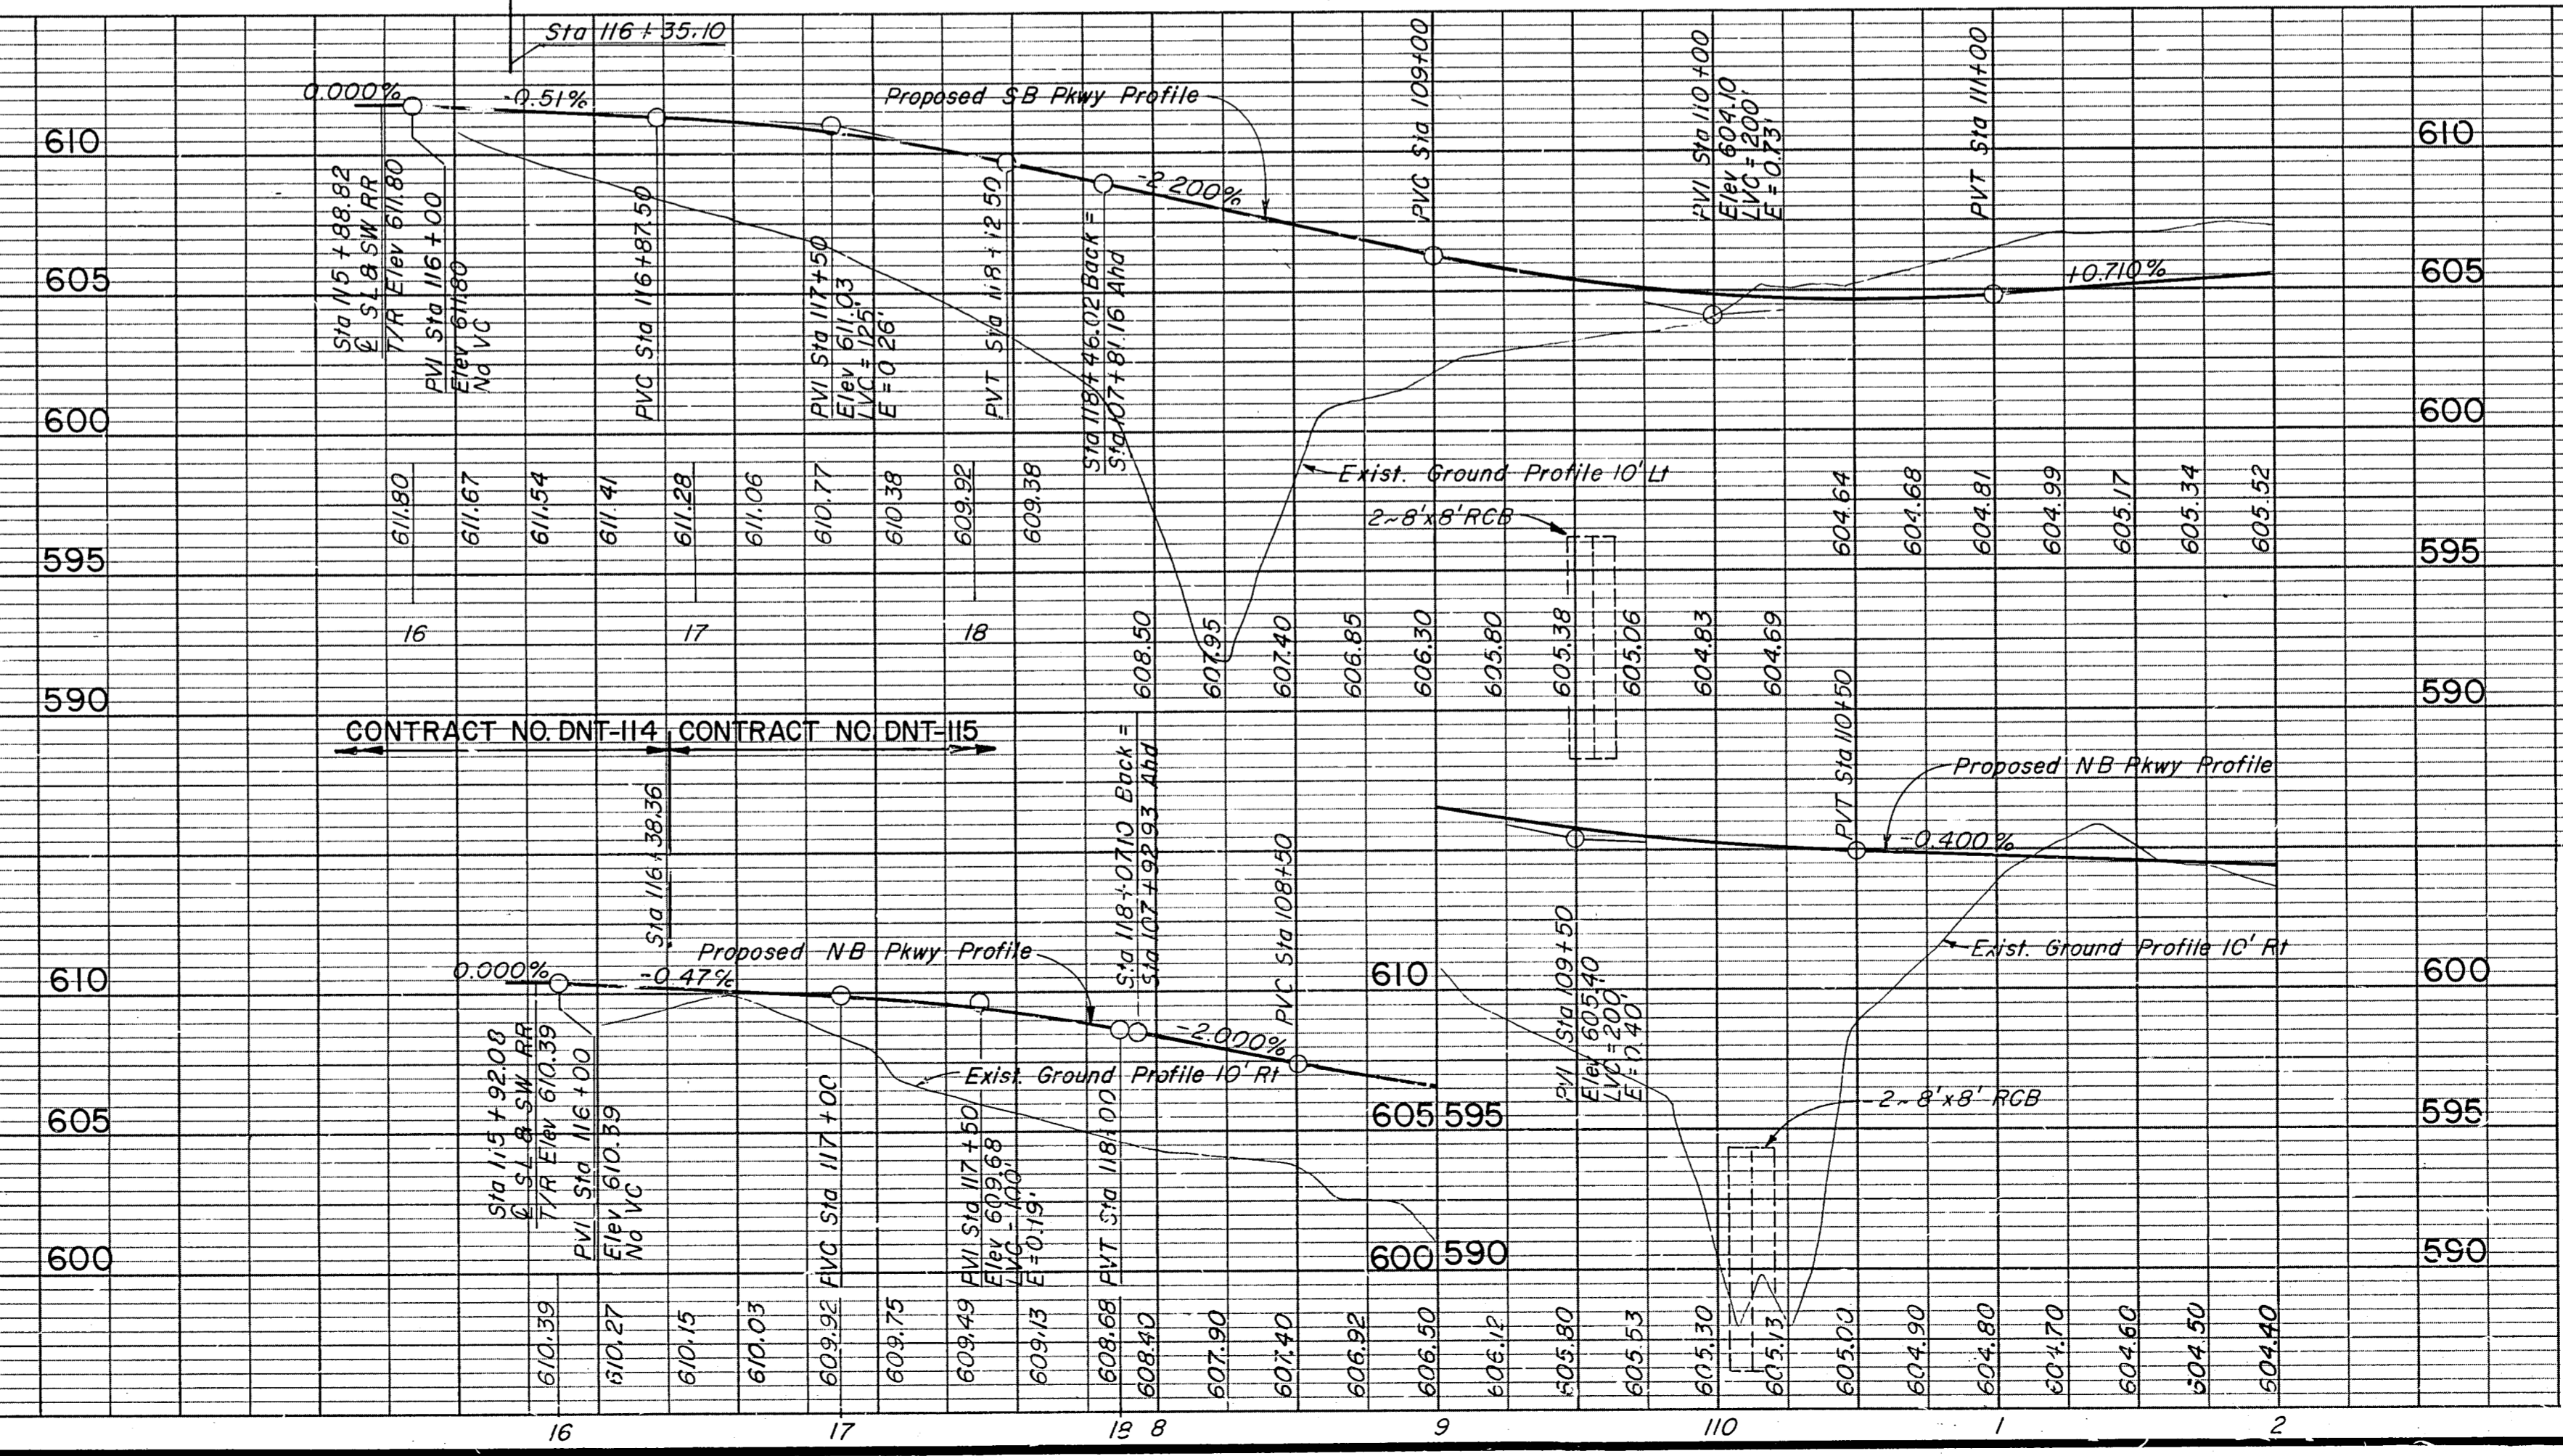 Sta 116+35.10
0.000%
-0.51%
Proposed SB Pkwy Profile
-2.200%
+0.710%
610
605
600
595
590
610
605
600
595
590
Sta 115+88.82
℄ SL&SW RR
T/R Elev 611.80
PVI Sta 116+00
Elev 611.80
No VC
PVC Sta 116+87.50
PVI Sta 117+50
Elev 611.03
LVC=125'
E=0.26'
PVT Sta 118+12.50
Sta 118+46.02 Back=
Sta 107+81.16 Ahd
PVC Sta 109+00
PVI Sta 110+00
Elev 604.10
LVC=200'
E=0.73'
PVT Sta 111+00
Exist. Ground Profile 10' Lt
2~8'x8' RCB
611.80
611.67
611.54
611.41
611.28
611.06
610.77
610.38
609.92
609.38
608.50
607.95
607.40
606.85
606.30
605.80
605.38
605.06
604.83
604.69
604.64
604.68
604.81
604.99
605.17
605.34
605.52
16
17
18
CONTRACT NO. DNT-114
CONTRACT NO. DNT-115
Sta 116+38.36
Sta 118+07.10 Back=
Sta 107+92.93 Ahd
PVC Sta 108+50
PVT Sta 110+50
Proposed NB Pkwy Profile
-0.400%
Proposed NB Pkwy Profile
0.000%
-0.47%
-2.000%
Exist. Ground Profile 10' Rt
Exist. Ground Profile 10' Rt
2~8'x8' RCB
610
605
600
610
605 595
600 590
600
595
590
Sta 115+92.08
℄ SL & SW RR
T/R Elev 610.39
PVI Sta 116+00
Elev 610.39
No VC
PVC Sta 117+00
PVI Sta 117+50
Elev 609.68
LVC=100'
E=0.19'
PVT Sta 118+00
PVI Sta 109+50
Elev 605.40
LVC=200'
E=0.40'
610.39
610.27
610.15
610.03
609.92
609.75
609.49
609.13
608.68
608.40
607.90
607.40
606.92
606.50
606.12
605.80
605.53
605.30
605.13
605.00
604.90
604.80
604.70
604.60
604.50
604.40
16
17
18
8
9
110
1
2